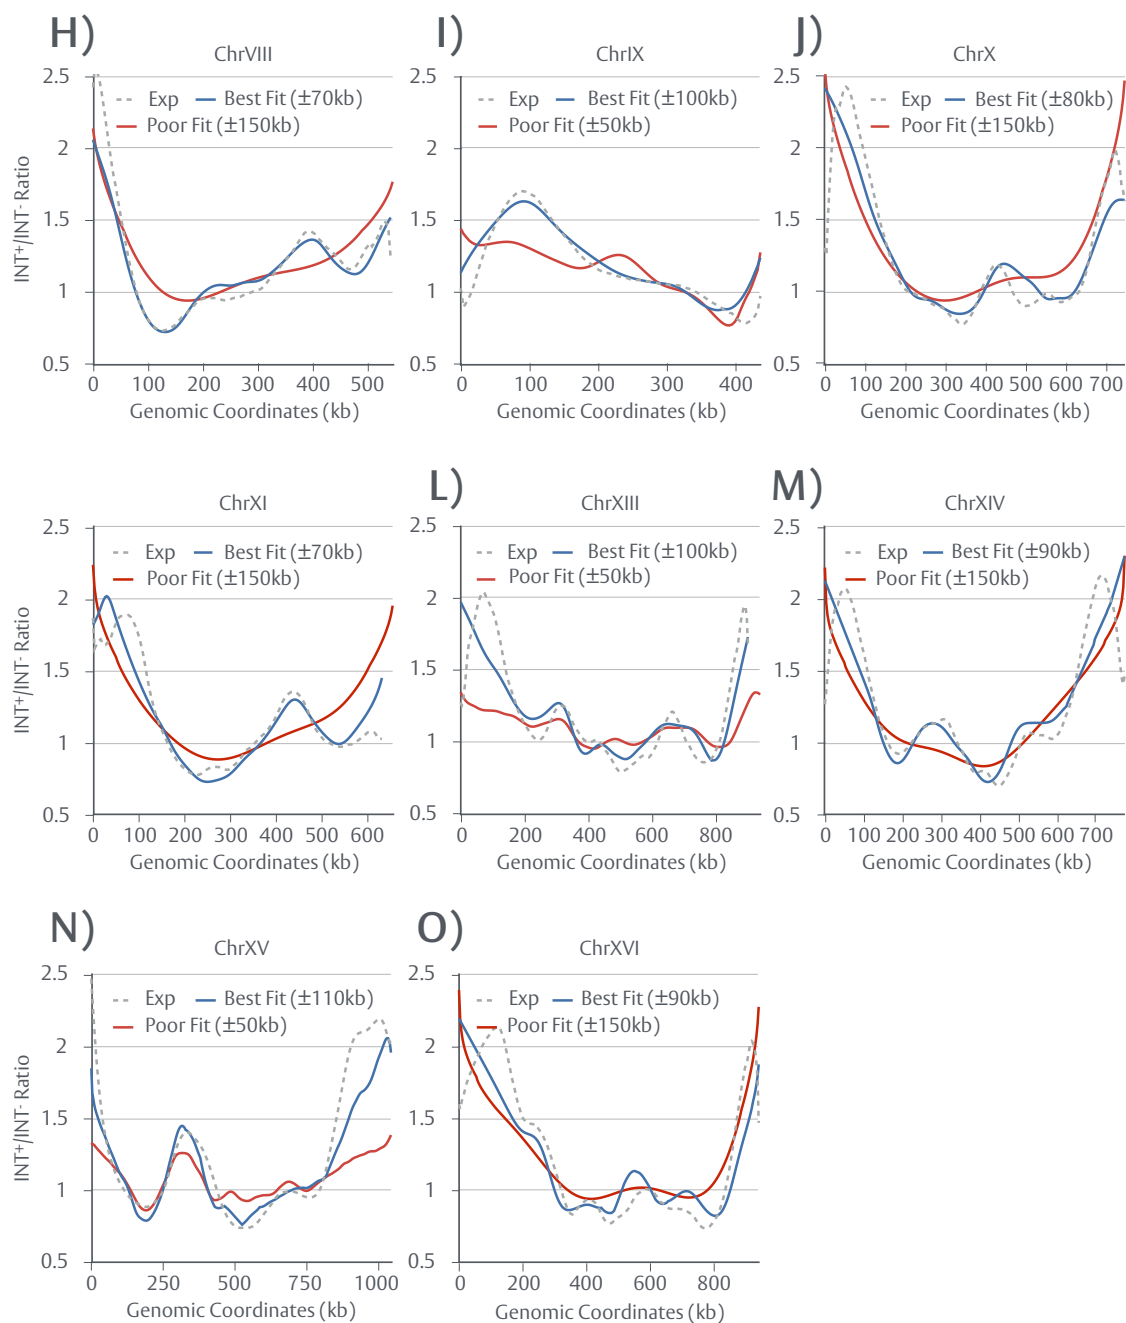 H)
ChrVIII
2.5
2
1.5
1
0.5
INT+/INT- Ratio
Exp
Best Fit (±70kb)
Poor Fit (±150kb)
0 100 200 300 400 500
Genomic Coordinates (kb)
I)
ChrIX
2.5
2
1.5
1
0.5
Exp
Best Fit (±100kb)
Poor Fit (±50kb)
0 100 200 300 400
Genomic Coordinates (kb)
J)
ChrX
2.5
2
1.5
1
0.5
Exp
Best Fit (±80kb)
Poor Fit (±150kb)
0 100 200 300 400 500 600 700
Genomic Coordinates (kb)
ChrXI
2.5
2
1.5
1
0.5
INT+/INT- Ratio
Exp
Best Fit (±70kb)
Poor Fit (±150kb)
0 100 200 300 400 500 600
Genomic Coordinates (kb)
L)
ChrXIII
2.5
2
1.5
1
0.5
Exp
Best Fit (±100kb)
Poor Fit (±50kb)
0 200 400 600 800
Genomic Coordinates (kb)
M)
ChrXIV
2.5
2
1.5
1
0.5
Exp
Best Fit (±90kb)
Poor Fit (±150kb)
0 100 200 300 400 500 600 700
Genomic Coordinates (kb)
N)
ChrXV
2.5
2
1.5
1
0.5
INT+/INT- Ratio
Exp
Best Fit (±110kb)
Poor Fit (±50kb)
0 250 500 750 1000
Genomic Coordinates (kb)
O)
ChrXVI
2.5
2
1.5
1
0.5
Exp
Best Fit (±90kb)
Poor Fit (±150kb)
0 200 400 600 800
Genomic Coordinates (kb)